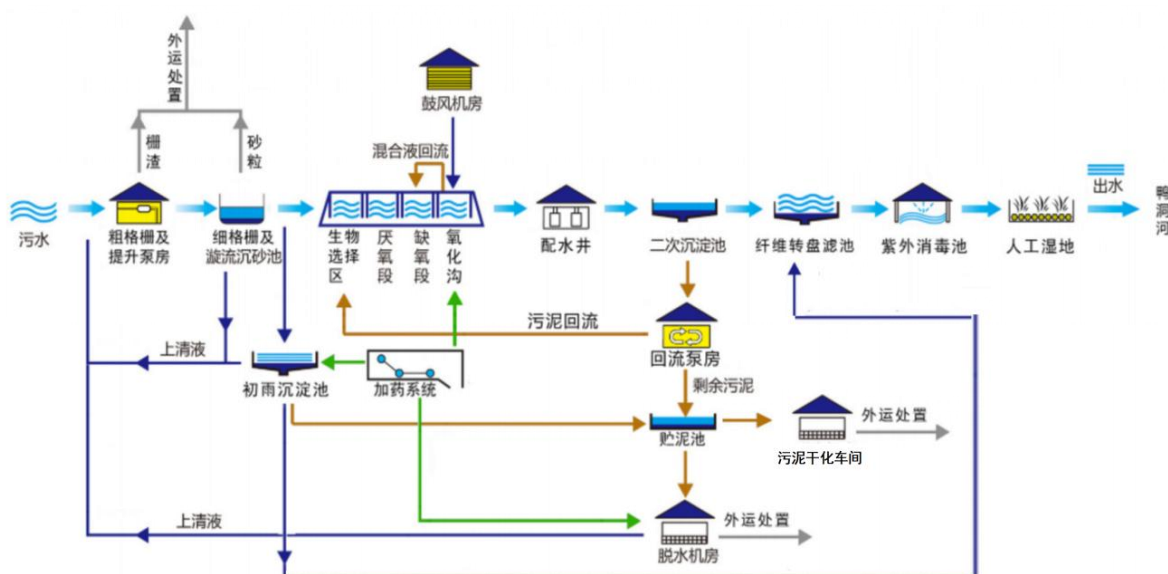 外运处置
栅渣
砂粒
鼓风机房
混合液回流
污水
粗格栅及
提升泵房
细格栅及
漩流沉砂池
生物选择区
厌氧段
缺氧段
氧化沟
配水井
二次沉淀池
纤维转盘滤池
紫外消毒池
人工湿地
出水
鸭洞河
污泥回流
回流泵房
上清液
初雨沉淀池
加药系统
剩余污泥
贮泥池
污泥干化车间
外运处置
上清液
脱水机房
外运处置